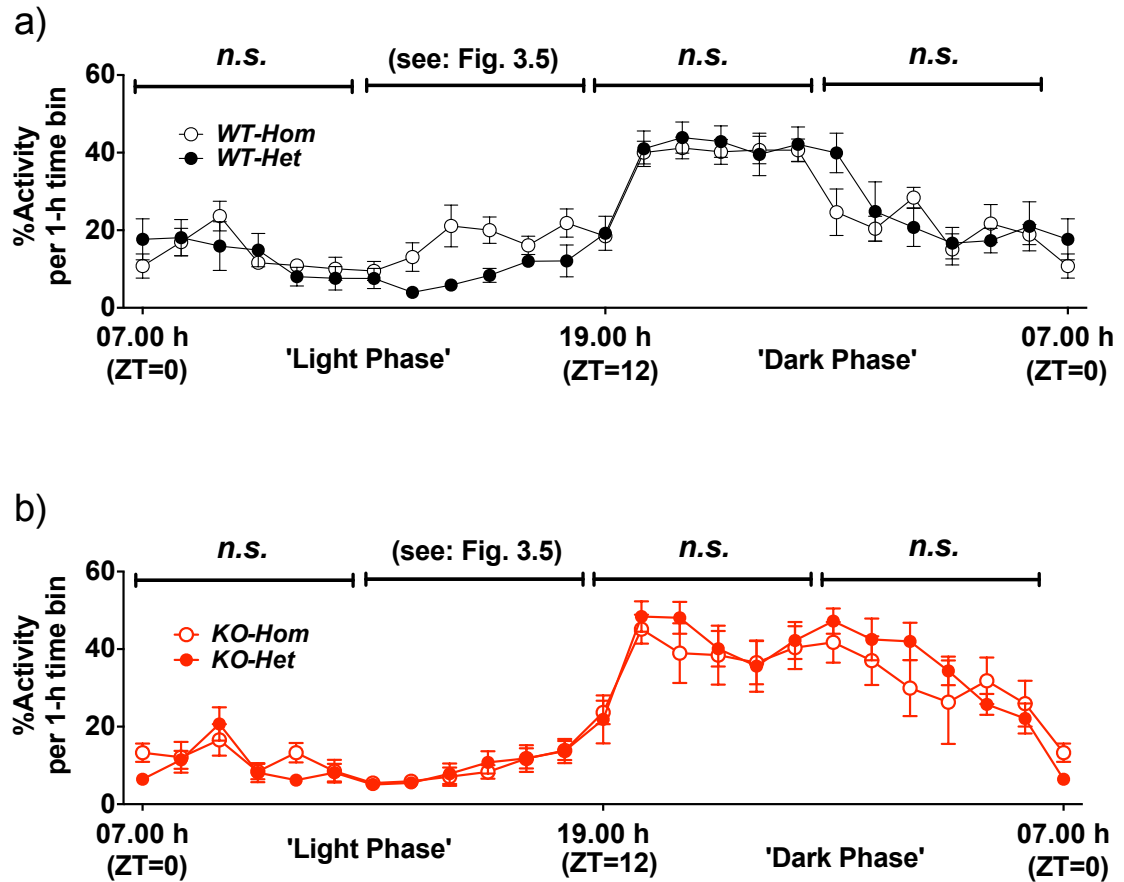 a)
n.s. (see: Fig. 3.5) n.s. n.s.
60
WT-Hom
WT-Het
40
20
0
%Activity
per 1-h time bin
07.00 h 19.00 h 07.00 h
(ZT=0) 'Light Phase' (ZT=12) 'Dark Phase' (ZT=0)
b)
n.s. (see: Fig. 3.5) n.s. n.s.
60
KO-Hom
KO-Het
40
20
0
%Activity
per 1-h time bin
07.00 h 19.00 h 07.00 h
(ZT=0) 'Light Phase' (ZT=12) 'Dark Phase' (ZT=0)